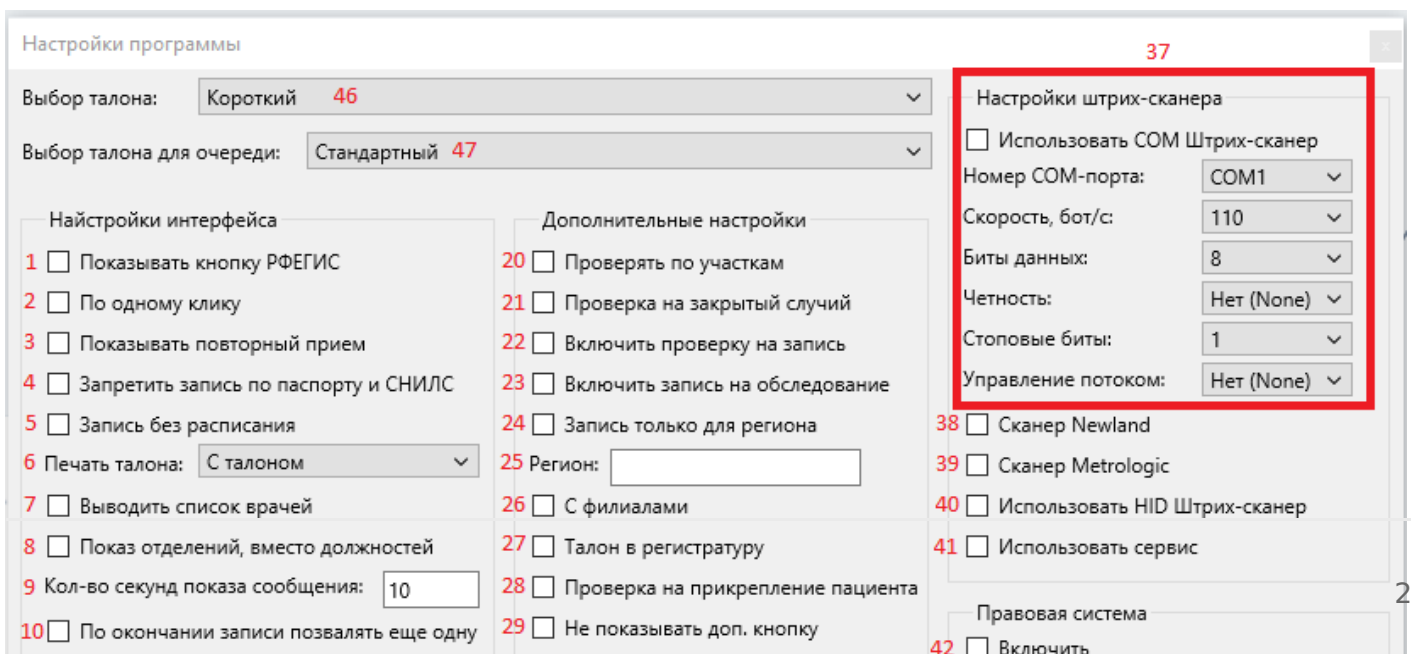 Настройки программы
x
37
Выбор талона: Короткий 46
Выбор талона для очереди: Стандартный 47
Найстройки интерфейса
1 Показывать кнопку РФЕГИС
2 По одному клику
3 Показывать повторный прием
4 Запретить запись по паспорту и СНИЛС
5 Запись без расписания
6 Печать талона: С талоном
7 Выводить список врачей
8 Показ отделений, вместо должностей
9 Кол-во секунд показа сообщения: 10
10 По окончании записи позвалять еще одну
Дополнительные настройки
20 Проверять по участкам
21 Проверка на закрытый случий
22 Включить проверку на запись
23 Включить запись на обследование
24 Запись только для региона
25 Регион:
26 С филиалами
27 Талон в регистратуру
28 Проверка на прикрепление пациента
29 Не показывать доп. кнопку
Настройки штрих-сканера
Использовать COM Штрих-сканер
Номер COM-порта: COM1
Скорость, бот/с: 110
Биты данных: 8
Четность: Нет (None)
Стоповые биты: 1
Управление потоком: Нет (None)
38 Сканер Newland
39 Сканер Metrologic
40 Использовать HID Штрих-сканер
41 Использовать сервис
2
Правовая система
42 Включить